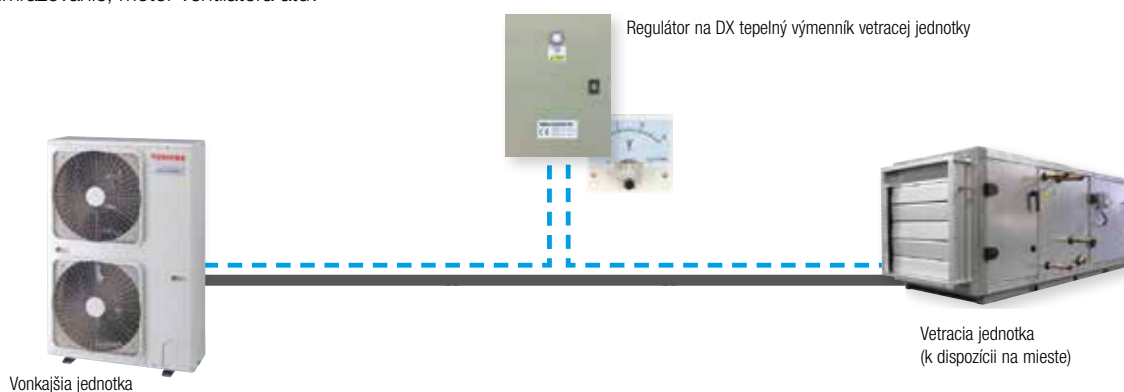 Regulátor na DX tepelný výmenník vetracej jednotky
TOSHIBA
V
Vetracia jednotka
(k dispozícii na mieste)
Vonkajšia jednotka